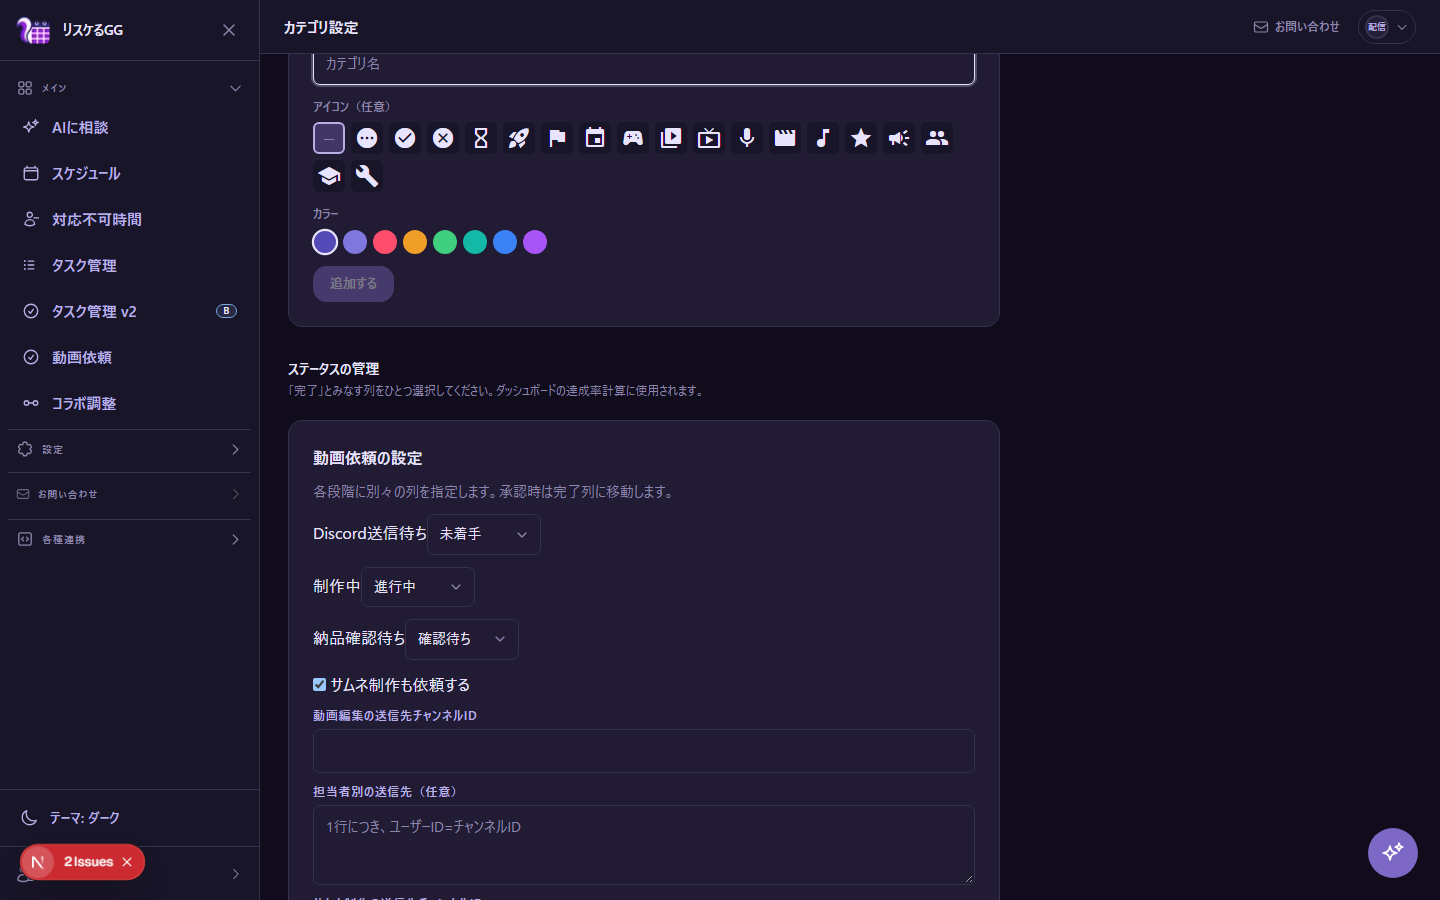 リスケるGG
メイン
AIに相談
スケジュール
対応不可時間
タスク管理
タスク管理 v2
B
動画依頼
コラボ調整
設定
お問い合わせ
各種連携
テーマ: ダーク
N
2 Issues
カテゴリ設定
お問い合わせ
配信
カテゴリ名
アイコン（任意）
カラー
追加する
ステータスの管理
「完了」とみなす列をひとつ選択してください。ダッシュボードの達成率計算に使用されます。
動画依頼の設定
各段階に別々の列を指定します。承認時は完了列に移動します。
Discord送信待ち 未着手
制作中 進行中
納品確認待ち 確認待ち
サムネ制作も依頼する
動画編集の送信先チャンネルID
担当者別の送信先（任意）
1行につき、ユーザーID=チャンネルID